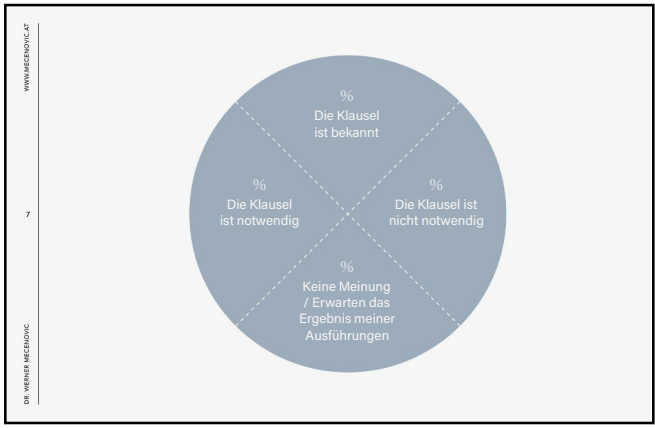 WWW.MECENOVIC.AT
7
DR. WERNER MECENOVIC
%
Die Klausel
ist bekannt
%
Die Klausel
ist notwendig
%
Die Klausel ist
nicht notwendig
%
Keine Meinung
/ Erwarten das
Ergebnis meiner
Ausführungen